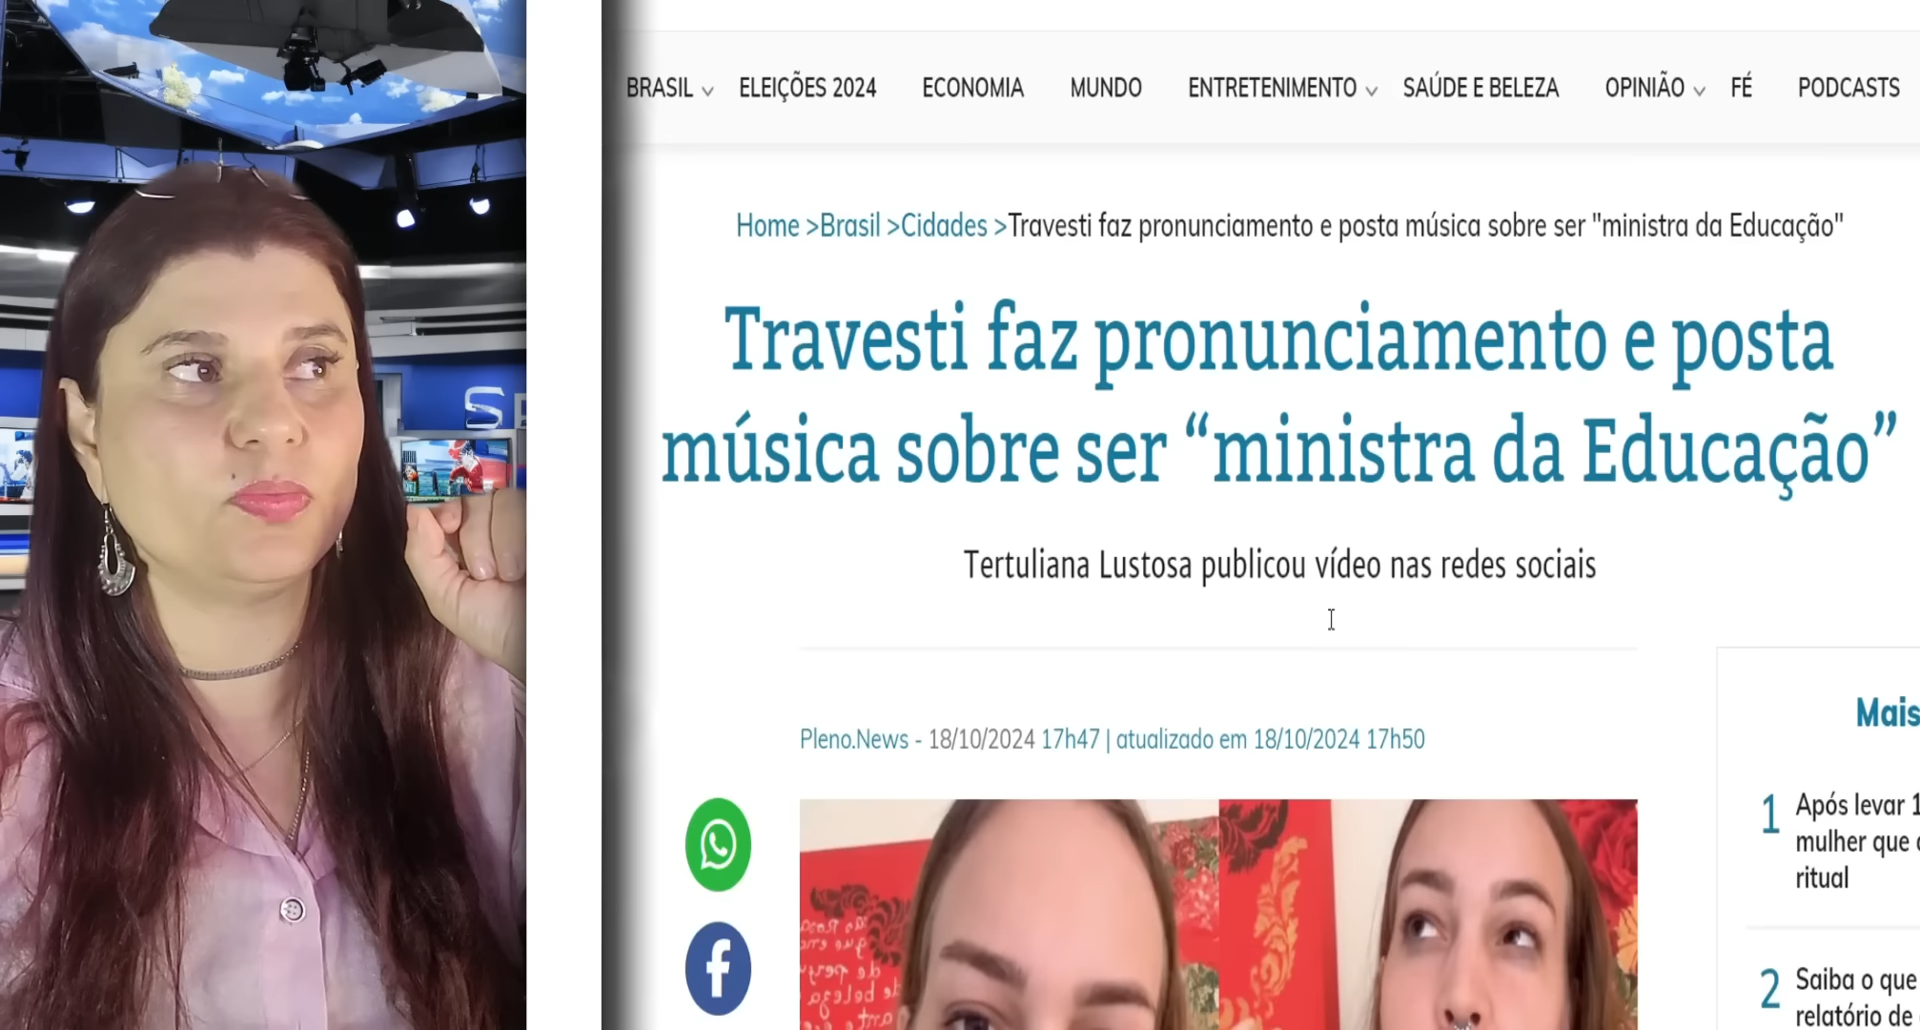 BRASIL ELEIÇÕES 2024 ECONOMIA MUNDO ENTRETENIMENTO SAÚDE E BELEZA OPINIÃO FÉ PODCASTS
Home >Brasil >Cidades >Travesti faz pronunciamento e posta música sobre ser "ministra da Educação"
Travesti faz pronunciamento e posta
música sobre ser “ministra da Educação”
Tertuliana Lustosa publicou vídeo nas redes sociais
Pleno.News - 18/10/2024 17h47 | atualizado em 18/10/2024 17h50
Mais
1 Após levar 1
mulher que
ritual
2 Saiba o que
relatório de